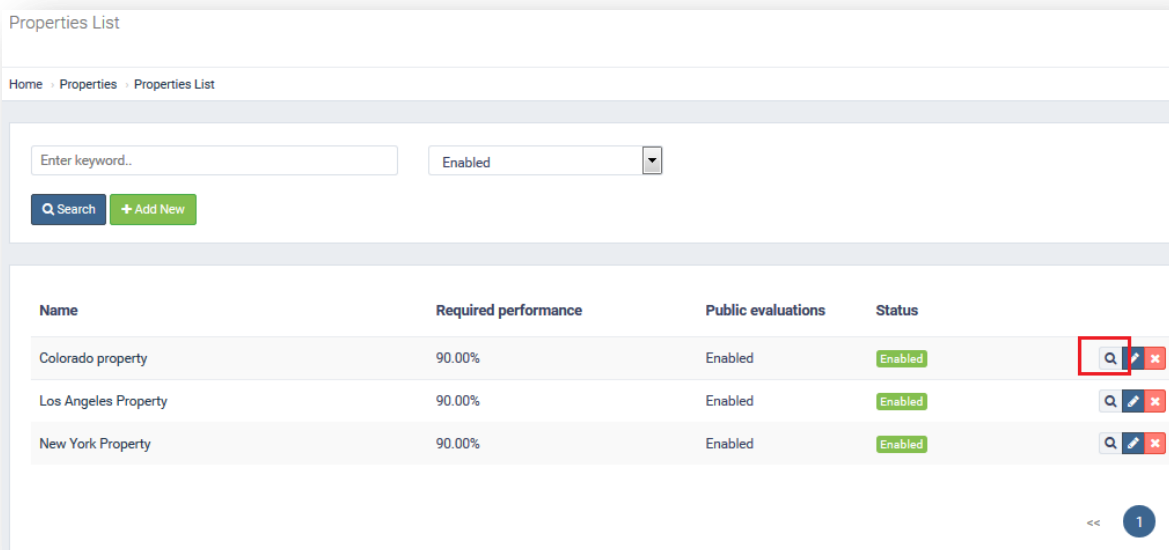 Properties List
Home › Properties › Properties List
Enter keyword.. Enabled
Search + Add New
Name Required performance Public evaluations Status
Colorado property 90.00% Enabled Enabled
Los Angeles Property 90.00% Enabled Enabled
New York Property 90.00% Enabled Enabled
<< 1